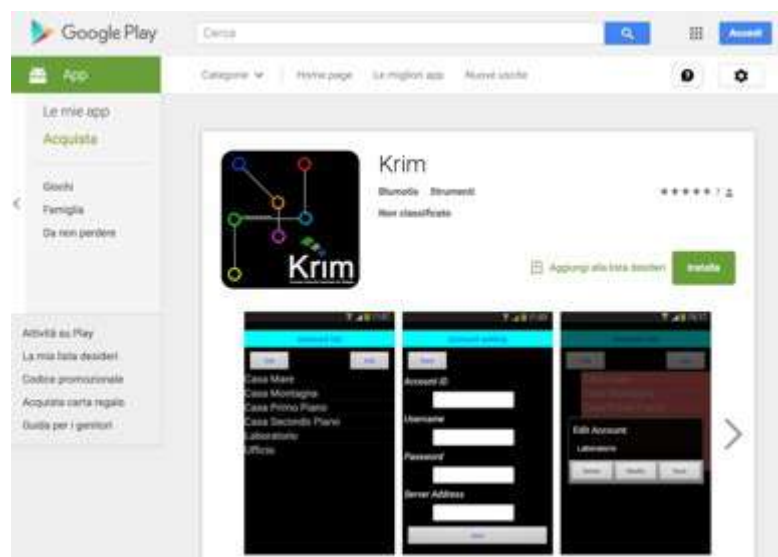 Google Play
Cerca
Accedi
App
Categorie
Home page
Le migliori app
Nuove uscite
Le mie app
Acquista
Giochi
Famiglia
Da non perdere
Attività su Play
La mia lista desideri
Codice promozionale
Acquista carta regalo
Guida per i genitori
Krim
Blumotix Strumenti
Non classificato
Aggiungi alla lista desideri
Installa
Krim
Casa Mare
Casa Montagna
Casa Primo Piano
Casa Secondo Piano
Laboratorio
Ufficio
Account ID
Username
Password
Server Address
Edit Account
Laboratorio